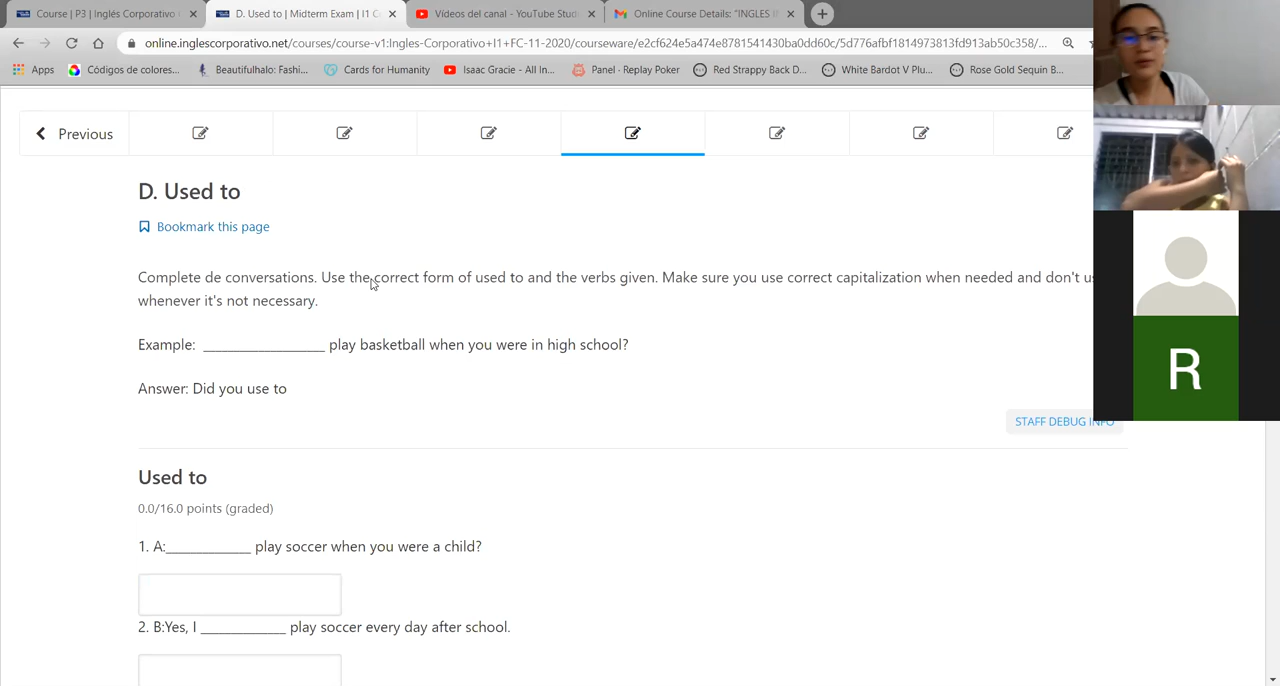 Course | P3 | Inglés Corporativo
D. Used to | Midterm Exam | I1 C
Vídeos del canal - YouTube Stud
Online Course Details: "INGLES I
online.inglescorporativo.net/courses/course-v1:Ingles-Corporativo+I1+FC-11-2020/courseware/e2cf624e5a474e8781541430ba0dd60c/5d776afbf1814973813fd913ab50c358/...
Apps
Códigos de colores...
Beautifulhalo: Fashi...
Cards for Humanity
Isaac Gracie - All In...
Panel · Replay Poker
Red Strappy Back D...
White Bardot V Plu...
Rose Gold Sequin B...
Previous
D. Used to
Bookmark this page
Complete de conversations. Use the correct form of used to and the verbs given. Make sure you use correct capitalization when needed and don't us
whenever it's not necessary.
Example: __________________ play basketball when you were in high school?
Answer: Did you use to
STAFF DEBUG INFO
Used to
0.0/16.0 points (graded)
1. A:____________ play soccer when you were a child?
2. B:Yes, I ____________ play soccer every day after school.
R